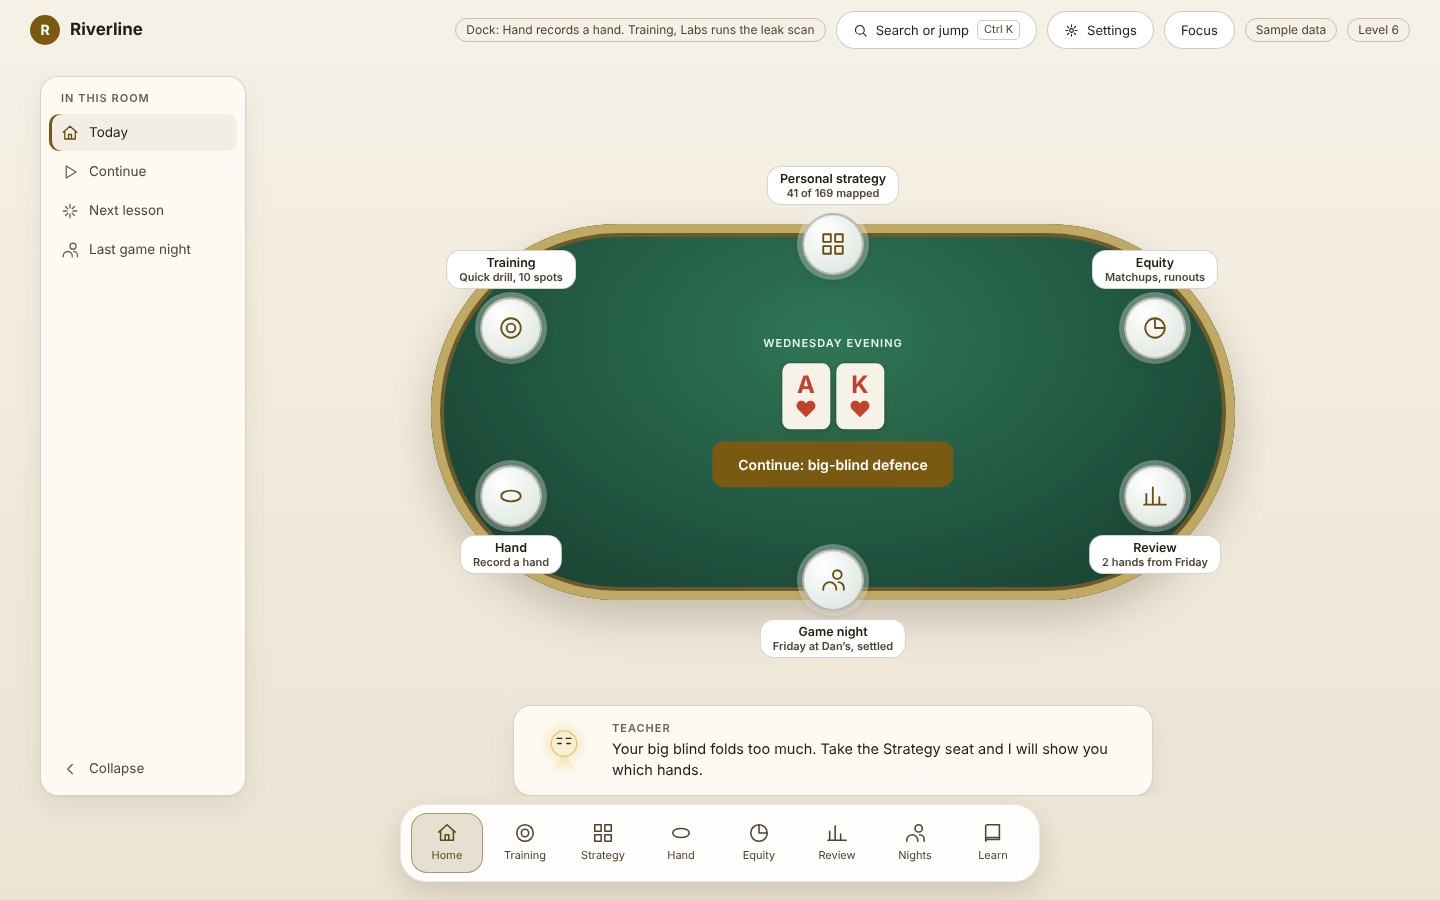 R Riverline
Dock: Hand records a hand. Training, Labs runs the leak scan
Search or jump Ctrl K
Settings
Focus
Sample data
Level 6
IN THIS ROOM
Today
Continue
Next lesson
Last game night
Collapse
Personal strategy
41 of 169 mapped
Training
Quick drill, 10 spots
Equity
Matchups, runouts
WEDNESDAY EVENING
A K
Continue: big-blind defence
Hand
Record a hand
Review
2 hands from Friday
Game night
Friday at Dan's, settled
TEACHER
Your big blind folds too much. Take the Strategy seat and I will show you
which hands.
Home
Training
Strategy
Hand
Equity
Review
Nights
Learn